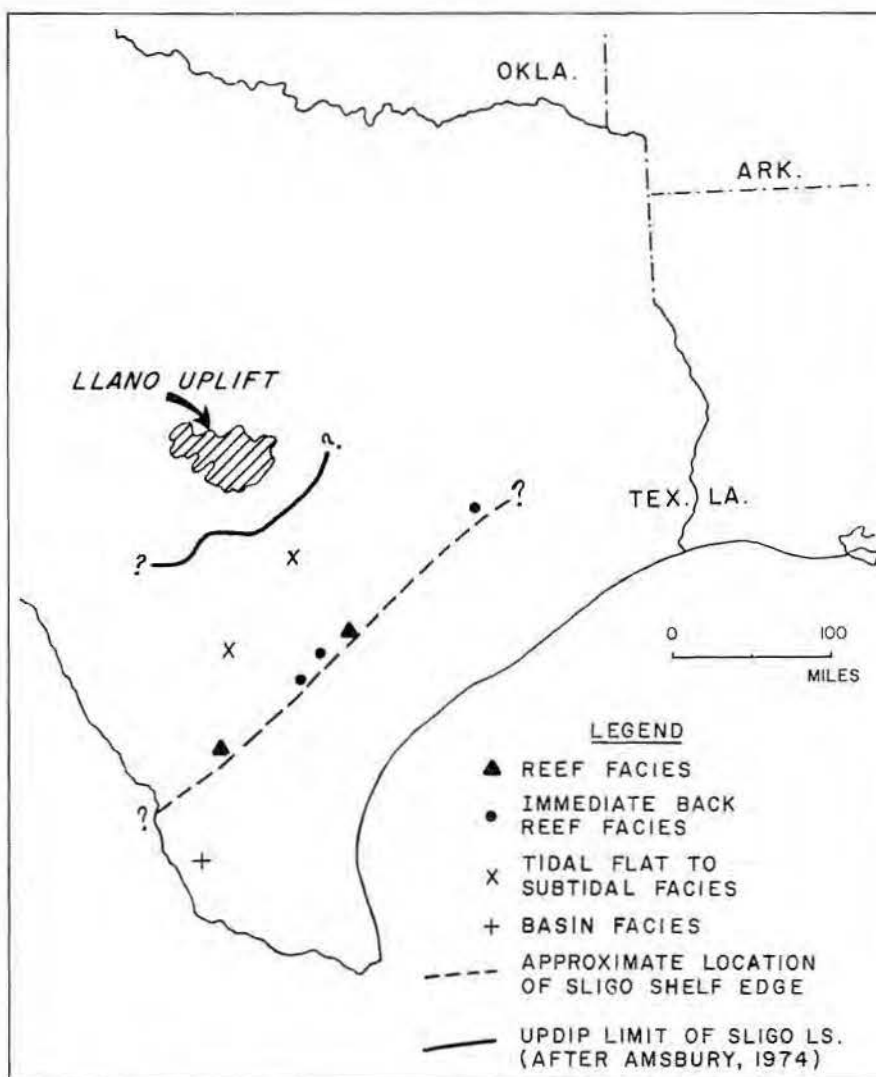 OKLA.
ARK.
LLANO UPLIFT
?
?
?
TEX. LA.
0 100
MILES
?
LEGEND
REEF FACIES
IMMEDIATE BACK
REEF FACIES
TIDAL FLAT TO
SUBTIDAL FACIES
BASIN FACIES
APPROXIMATE LOCATION
OF SLIGO SHELF EDGE
UPDIP LIMIT OF SLIGO LS.
(AFTER AMSBURY, 1974)